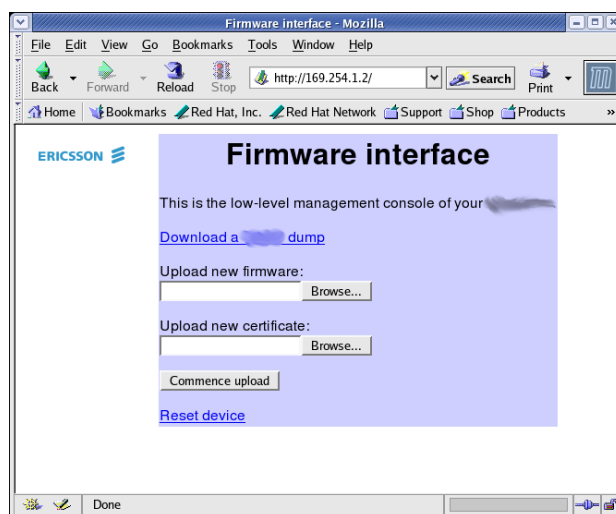 Firmware interface - Mozilla
File Edit View Go Bookmarks Tools Window Help
Back Forward Reload Stop http://169.254.1.2/ Search Print
Home Bookmarks Red Hat, Inc. Red Hat Network Support Shop Products »
ERICSSON
Firmware interface
This is the low-level management console of your
Download a dump
Upload new firmware:
Browse...
Upload new certificate:
Browse...
Commence upload
Reset device
Done